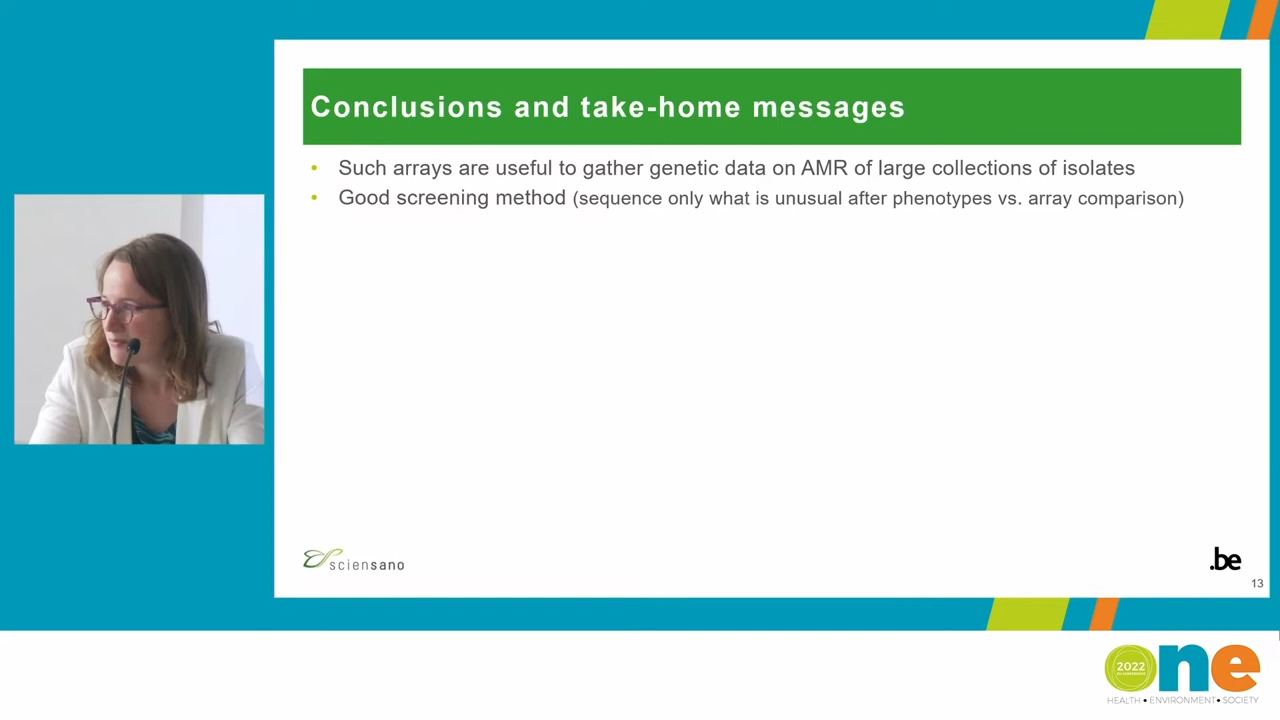 Conclusions and take-home messages
• Such arrays are useful to gather genetic data on AMR of large collections of isolates
• Good screening method (sequence only what is unusual after phenotypes vs. array comparison)
sciensano
.be
13
2022
one
HEALTH • ENVIRONMENT • SOCIETY